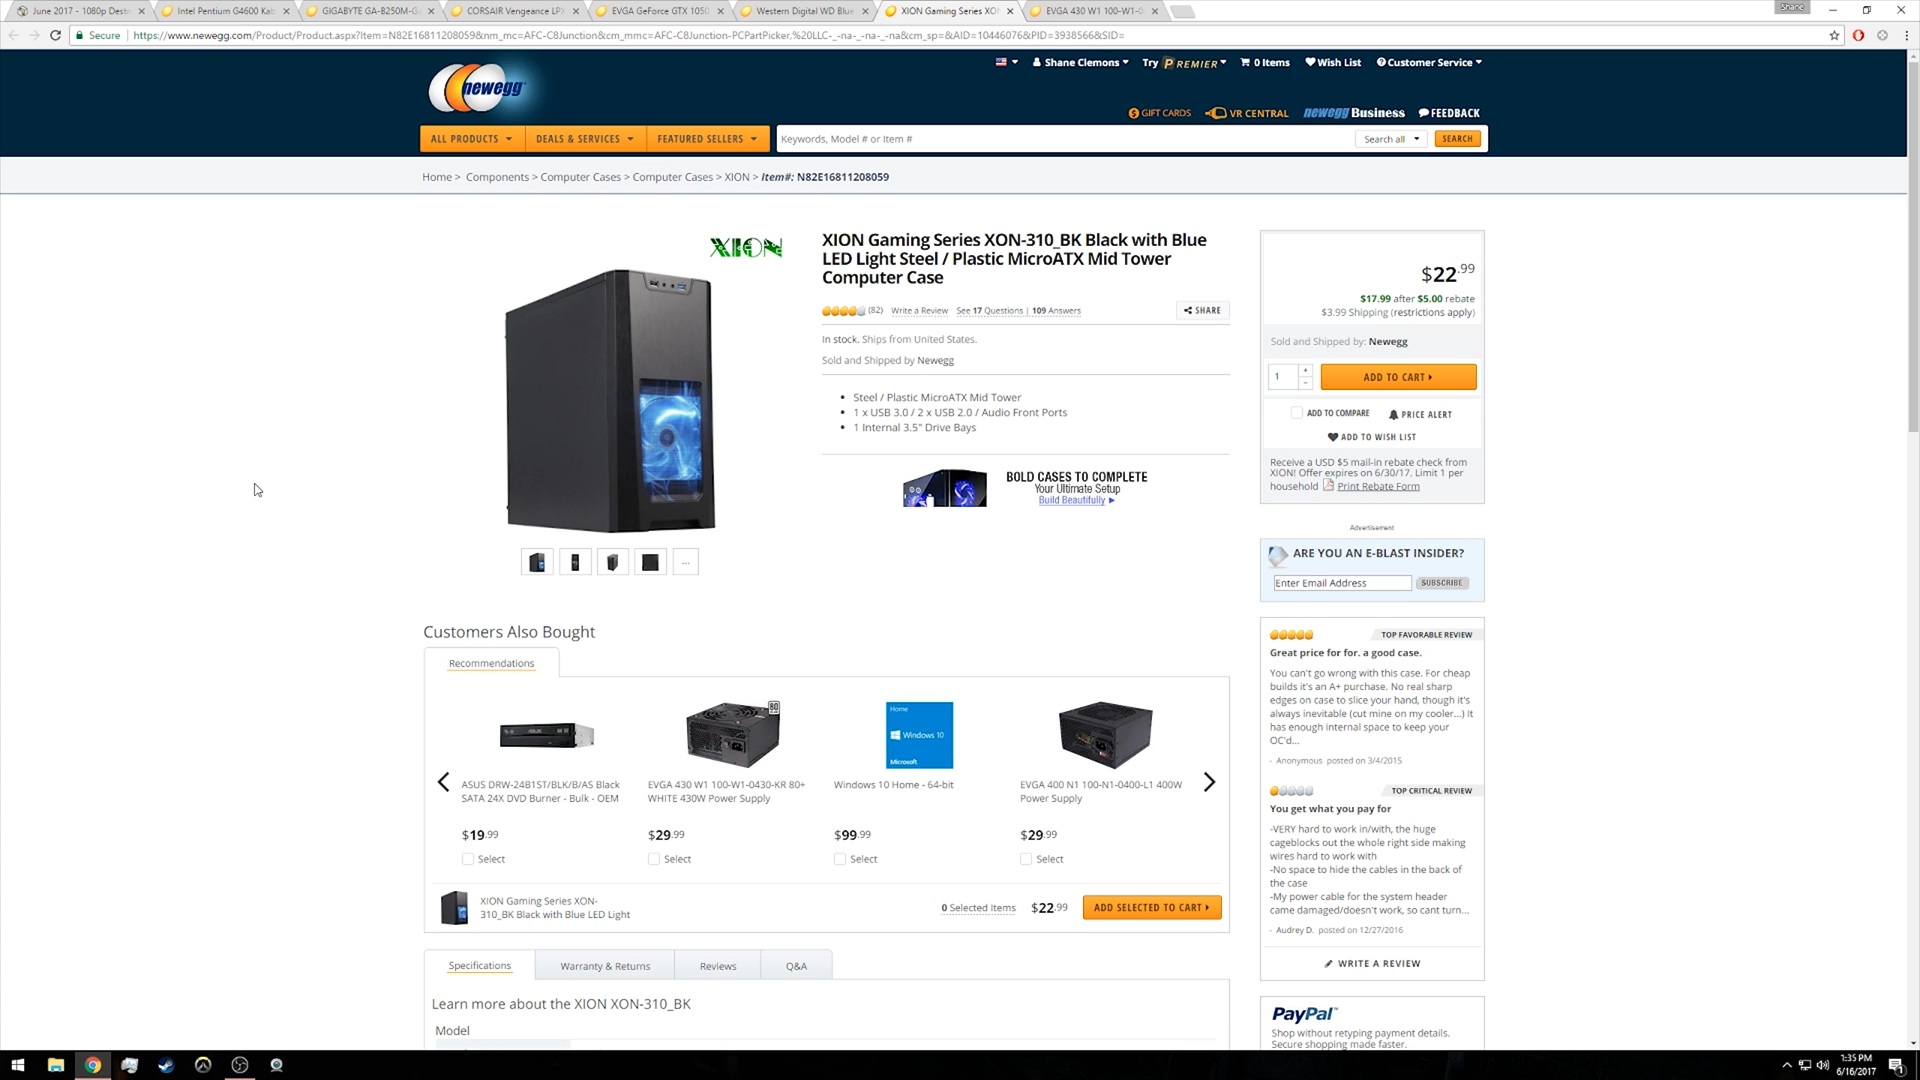 June 2017 - 1080p Destr
Intel Pentium G4600 Kab
GIGABYTE GA-B250M-G
CORSAIR Vengeance LPX
EVGA GeForce GTX 1050
Western Digital WD Blue
XION Gaming Series XON
EVGA 430 W1 100-W1-0
Shane
Secure
https://www.newegg.com/Product/Product.aspx?Item=N82E16811208059&nm_mc=AFC-C8Junction&cm_mmc=AFC-C8Junction-PCPartPicker,%20LLC-_-na-_-na-_-na&cm_sp=&AID=10446076&PID=3938566&SID=
newegg
Shane Clemons
Try PREMIER
0 Items
Wish List
Customer Service
GIFT CARDS
VR CENTRAL
newegg Business
FEEDBACK
ALL PRODUCTS
DEALS & SERVICES
FEATURED SELLERS
Keywords, Model # or Item #
Search all
SEARCH
Home > Components > Computer Cases > Computer Cases > XION > Item#: N82E16811208059
XION
XION Gaming Series XON-310_BK Black with Blue
LED Light Steel / Plastic MicroATX Mid Tower
Computer Case
(82) Write a Review See 17 Questions | 109 Answers
SHARE
In stock. Ships from United States.
Sold and Shipped by Newegg
Steel / Plastic MicroATX Mid Tower
1 x USB 3.0 / 2 x USB 2.0 / Audio Front Ports
1 Internal 3.5" Drive Bays
BOLD CASES TO COMPLETE
Your Ultimate Setup
Build Beautifully
$22.99
$17.99 after $5.00 rebate
$3.99 Shipping (restrictions apply)
Sold and Shipped by: Newegg
1
ADD TO CART
ADD TO COMPARE
PRICE ALERT
ADD TO WISH LIST
Receive a USD $5 mail-in rebate check from
XION! Offer expires on 6/30/17. Limit 1 per
household Print Rebate Form
Advertisement
ARE YOU AN E-BLAST INSIDER?
Enter Email Address
SUBSCRIBE
...
Customers Also Bought
Recommendations
80
Home
Windows 10
Microsoft
ASUS DRW-24B1ST/BLK/B/AS Black
SATA 24X DVD Burner - Bulk - OEM
$19.99
Select
EVGA 430 W1 100-W1-0430-KR 80+
WHITE 430W Power Supply
$29.99
Select
Windows 10 Home - 64-bit
$99.99
Select
EVGA 400 N1 100-N1-0400-L1 400W
Power Supply
$29.99
Select
XION Gaming Series XON-
310_BK Black with Blue LED Light
0 Selected Items
$22.99
ADD SELECTED TO CART
TOP FAVORABLE REVIEW
Great price for for. a good case.
You can't go wrong with this case. For cheap
builds it's an A+ purchase. No real sharp
edges on case to slice your hand, though it's
always inevitable (cut mine on my cooler...) It
has enough internal space to keep your
OC'd...
- Anonymous posted on 3/4/2015
TOP CRITICAL REVIEW
You get what you pay for
-VERY hard to work in/with, the huge
cageblocks out the whole right side making
wires hard to work with
-No space to hide the cables in the back of
the case
-My power cable for the system header
came damaged/doesn't work, so cant turn...
- Audrey D. posted on 12/27/2016
WRITE A REVIEW
Specifications
Warranty & Returns
Reviews
Q&A
Learn more about the XION XON-310_BK
Model
PayPal
Shop without retyping payment details.
Secure shopping made faster.
1:35 PM
6/16/2017